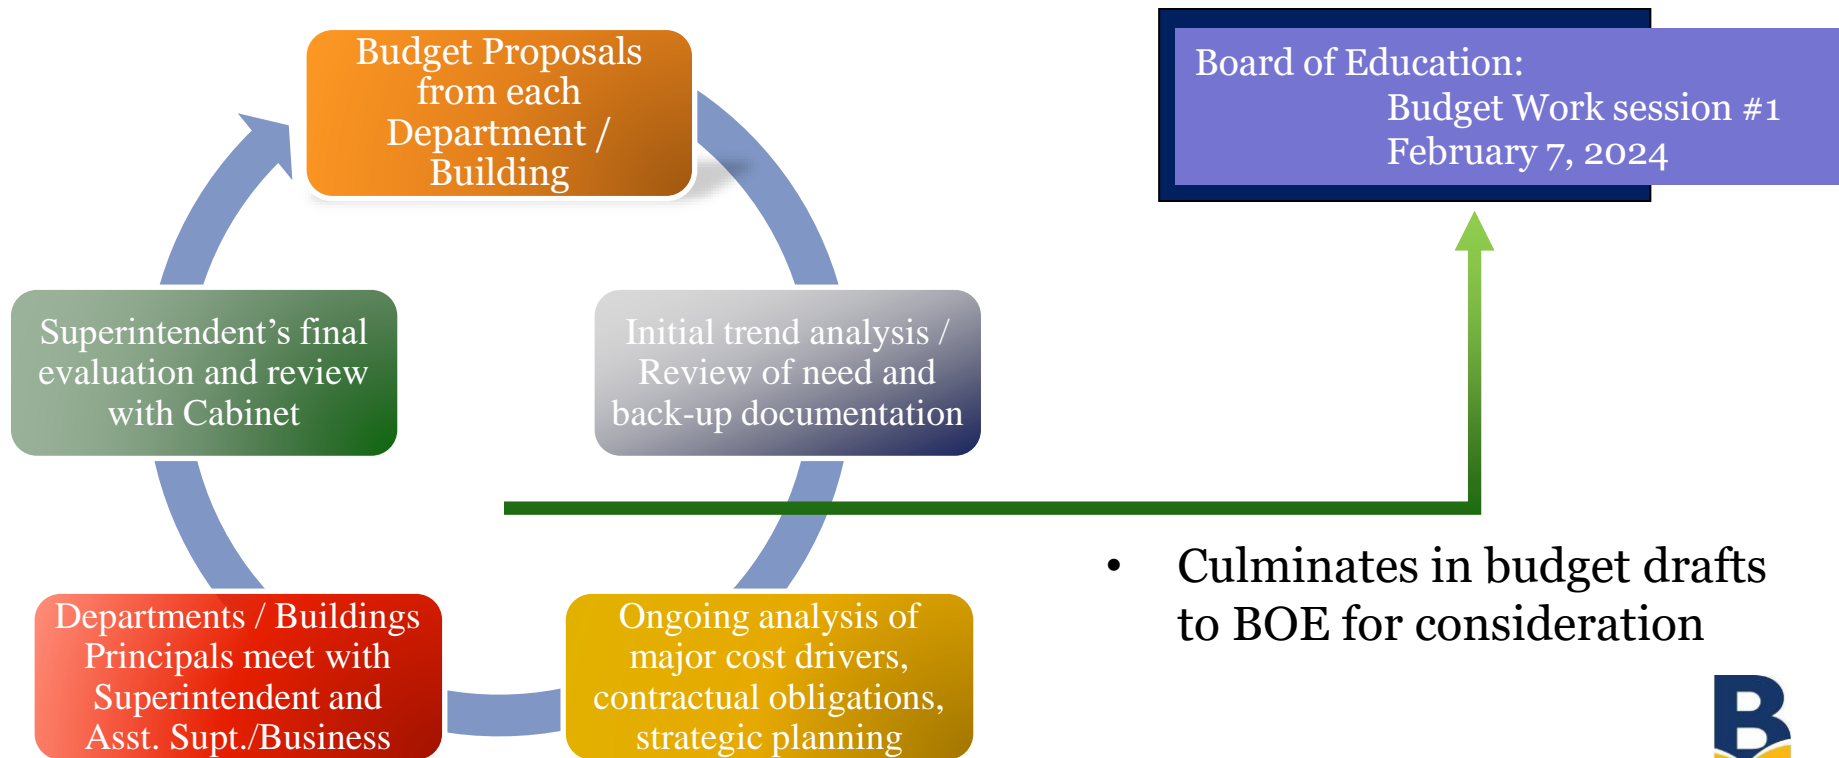 Budget Proposals
from each
Department /
Building
Initial trend analysis /
Review of need and
back-up documentation
Ongoing analysis of
major cost drivers,
contractual obligations,
strategic planning
Departments / Buildings
Principals meet with
Superintendent and
Asst. Supt./Business
Superintendent’s final
evaluation and review
with Cabinet
Board of Education:
Budget Work session #1
February 7, 2024
• Culminates in budget drafts
to BOE for consideration
B